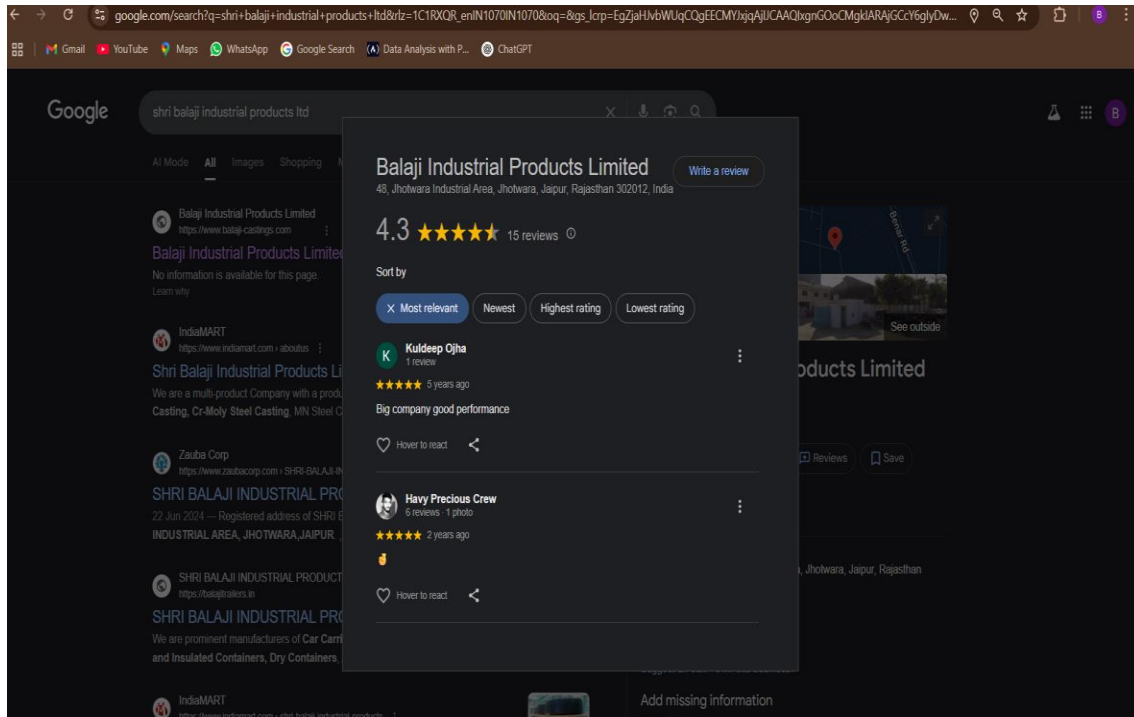 google.com/search?q=shri+balaji+industrial+products+ltd&rlz=1C1RXQR_enIN1070IN1070&oq=&gs_lcrp=
Gmail YouTube Maps WhatsApp Google Search Data Analysis with P... ChatGPT
Google shri balaji industrial products ltd B
AI Mode All Images Shopping
Balaji Industrial Products Limited Write a review
48, Jhotwara Industrial Area, Jhotwara, Jaipur, Rajasthan 302012, India
4.3 15 reviews
Sort by
Most relevant Newest Highest rating Lowest rating
Kuldeep Ojha
K 1 review
5 years ago
Big company good performance
Hover to react
Havy Precious Crew
6 reviews · 1 photo
2 years ago
Hover to react
Balaji Industrial Products Limited
https://www.balaji-castings.com
Balaji Industrial Products Limited
No information is available for this page.
Learn why
IndiaMART
https://www.indiamart.com › aboutus
Shri Balaji Industrial Products Li
We are a multi-product Company with a produ
Casting, Cr-Moly Steel Casting, MN Steel C
Zauba Corp
https://www.zaubacorp.com › SHRI-BALAJI-IN
SHRI BALAJI INDUSTRIAL PRO
22 Jun 2024 — Registered address of SHRI B
INDUSTRIAL AREA, JHOTWARA,JAIPUR ,
SHRI BALAJI INDUSTRIAL PRODUCT
https://balajitrailers.in
SHRI BALAJI INDUSTRIAL PRO
We are prominent manufacturers of Car Carri
and Insulated Containers, Dry Containers,
IndiaMART
Benar Rd
See outside
oducts Limited
Reviews Save
, Jhotwara, Jaipur, Rajasthan
Add missing information